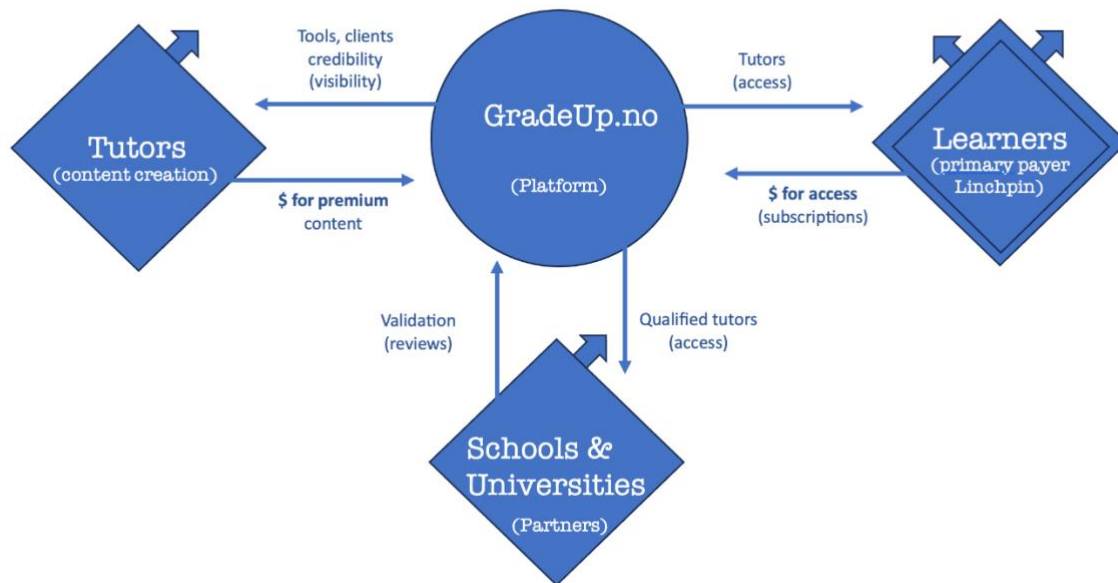 Tools, clients
credibility
(visibility)
Tutors
(content creation)
$ for premium
content
GradeUp.no
(Platform)
Tutors
(access)
Learners
(primary payer
Linchpin)
$ for access
(subscriptions)
Validation
(reviews)
Qualified tutors
(access)
Schools &
Universities
(Partners)